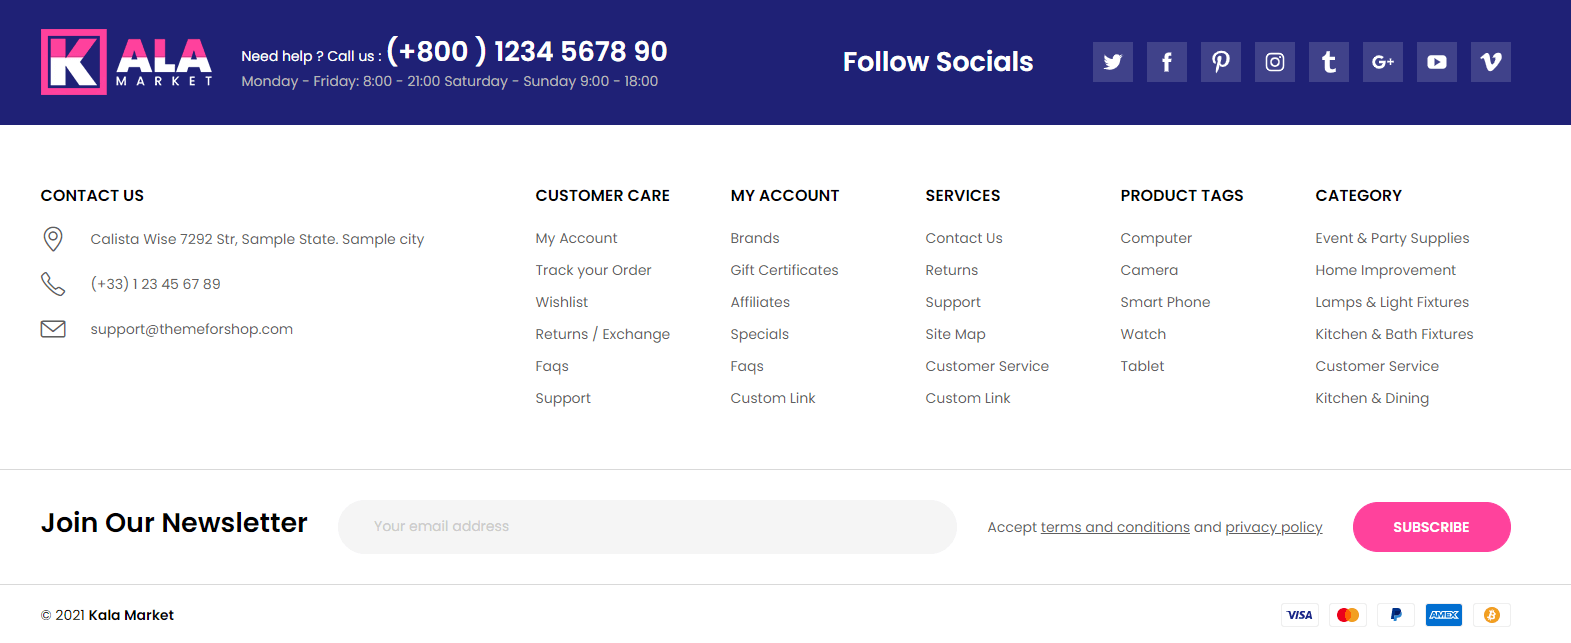 KALA
MARKET
Need help ? Call us : (+800 ) 1234 5678 90
Monday - Friday: 8:00 - 21:00 Saturday - Sunday 9:00 - 18:00
Follow Socials
CONTACT US
Calista Wise 7292 Str, Sample State. Sample city
(+33) 1 23 45 67 89
support@themeforshop.com
CUSTOMER CARE
My Account
Track your Order
Wishlist
Returns / Exchange
Faqs
Support
MY ACCOUNT
Brands
Gift Certificates
Affiliates
Specials
Faqs
Custom Link
SERVICES
Contact Us
Returns
Support
Site Map
Customer Service
Custom Link
PRODUCT TAGS
Computer
Camera
Smart Phone
Watch
Tablet
CATEGORY
Event & Party Supplies
Home Improvement
Lamps & Light Fixtures
Kitchen & Bath Fixtures
Customer Service
Kitchen & Dining
Join Our Newsletter
Your email address
Accept terms and conditions and privacy policy
SUBSCRIBE
© 2021 Kala Market
VISA
AMEX